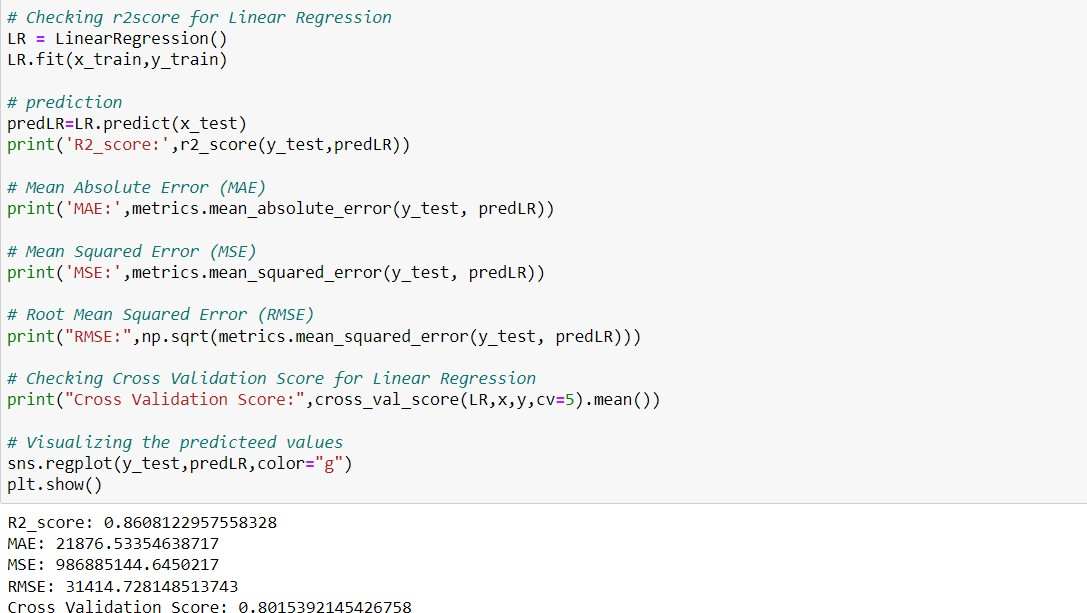 # Checking r2score for Linear Regression
LR = LinearRegression()
LR.fit(x_train,y_train)
# prediction
predLR=LR.predict(x_test)
print('R2_score:',r2_score(y_test,predLR))
# Mean Absolute Error (MAE)
print('MAE:',metrics.mean_absolute_error(y_test, predLR))
# Mean Squared Error (MSE)
print('MSE:',metrics.mean_squared_error(y_test, predLR))
# Root Mean Squared Error (RMSE)
print("RMSE:",np.sqrt(metrics.mean_squared_error(y_test, predLR)))
# Checking Cross Validation Score for Linear Regression
print("Cross Validation Score:",cross_val_score(LR,x,y,cv=5).mean())
# Visualizing the predicteed values
sns.regplot(y_test,predLR,color="g")
plt.show()
R2_score: 0.8608122957558328
MAE: 21876.53354638717
MSE: 986885144.6450217
RMSE: 31414.728148513743
Cross Validation Score: 0.8015392145426758